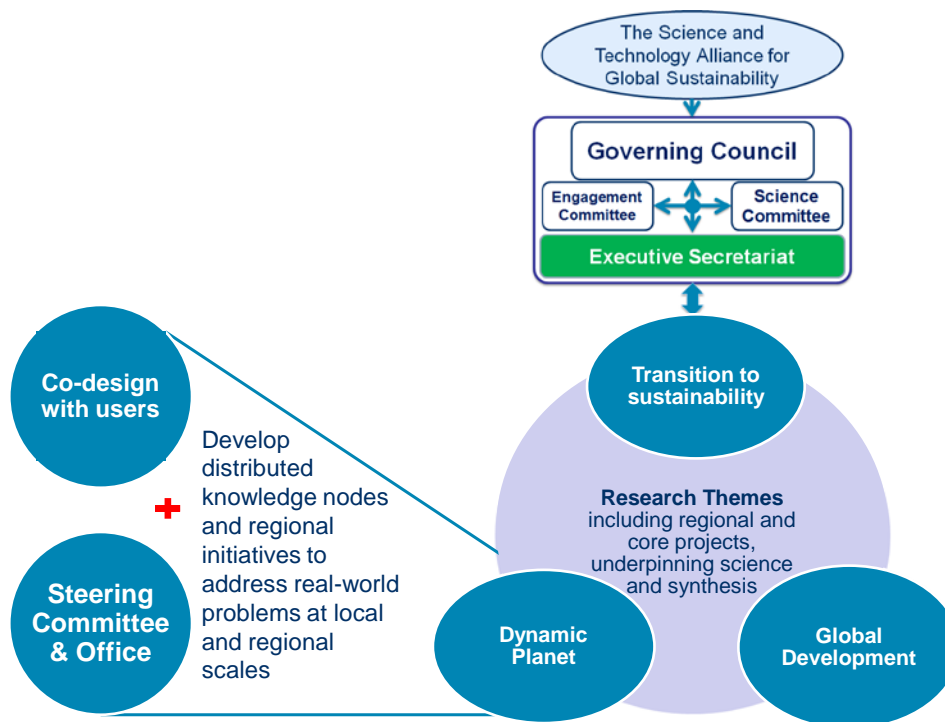 The Science and
Technology Alliance for
Global Sustainability
Governing Council
Engagement
Committee
Science
Committee
Executive Secretariat
Transition to
sustainability
Co-design
with users
Develop
distributed
knowledge nodes
and regional
initiatives to
address real-world
problems at local
and regional
scales
Steering
Committee
& Office
Research Themes
including regional and
core projects,
underpinning science
and synthesis
Dynamic
Planet
Global
Development